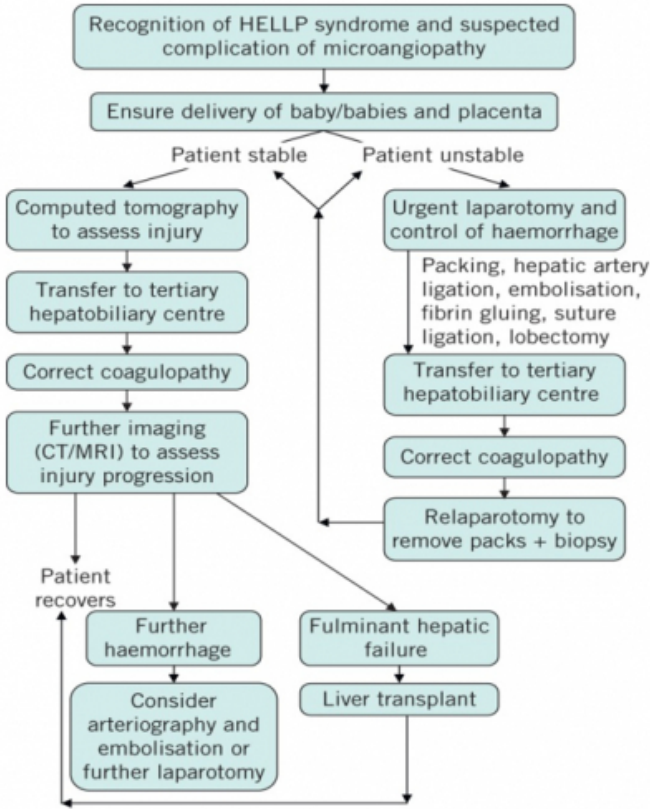 Recognition of HELLP syndrome and suspected
complication of microangiopathy
Ensure delivery of baby/babies and placenta
Patient stable
Patient unstable
Computed tomography
to assess injury
Transfer to tertiary
hepatobiliary centre
Correct coagulopathy
Further imaging
(CT/MRI) to assess
injury progression
Urgent laparotomy and
control of haemorrhage
Packing, hepatic artery
ligation, embolisation,
fibrin gluing, suture
ligation, lobectomy
Transfer to tertiary
hepatobiliary centre
Correct coagulopathy
Relaparotomy to
remove packs + biopsy
Patient
recovers
Further
haemorrhage
Consider
arteriography and
embolisation or
further laparotomy
Fulminant hepatic
failure
Liver transplant